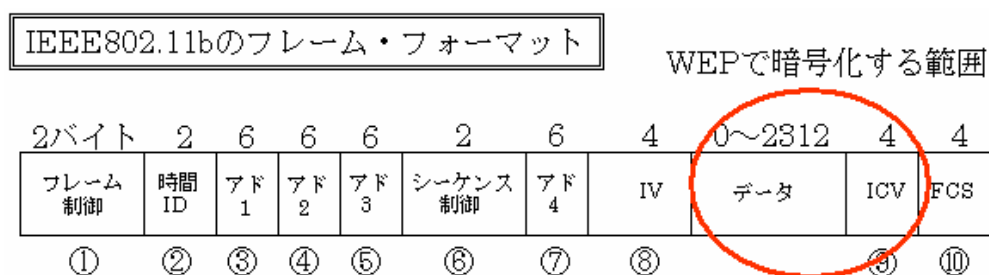 IEEE802.11bのフレーム・フォーマット
WEPで暗号化する範囲
2バイト 2 6 6 6 2 6 4 0～2312 4 4
フレーム制御 時間ID アド1 アド2 アド3 シーケンス制御 アド4 IV データ ICV FCS
① ② ③ ④ ⑤ ⑥ ⑦ ⑧ ⑨ ⑩